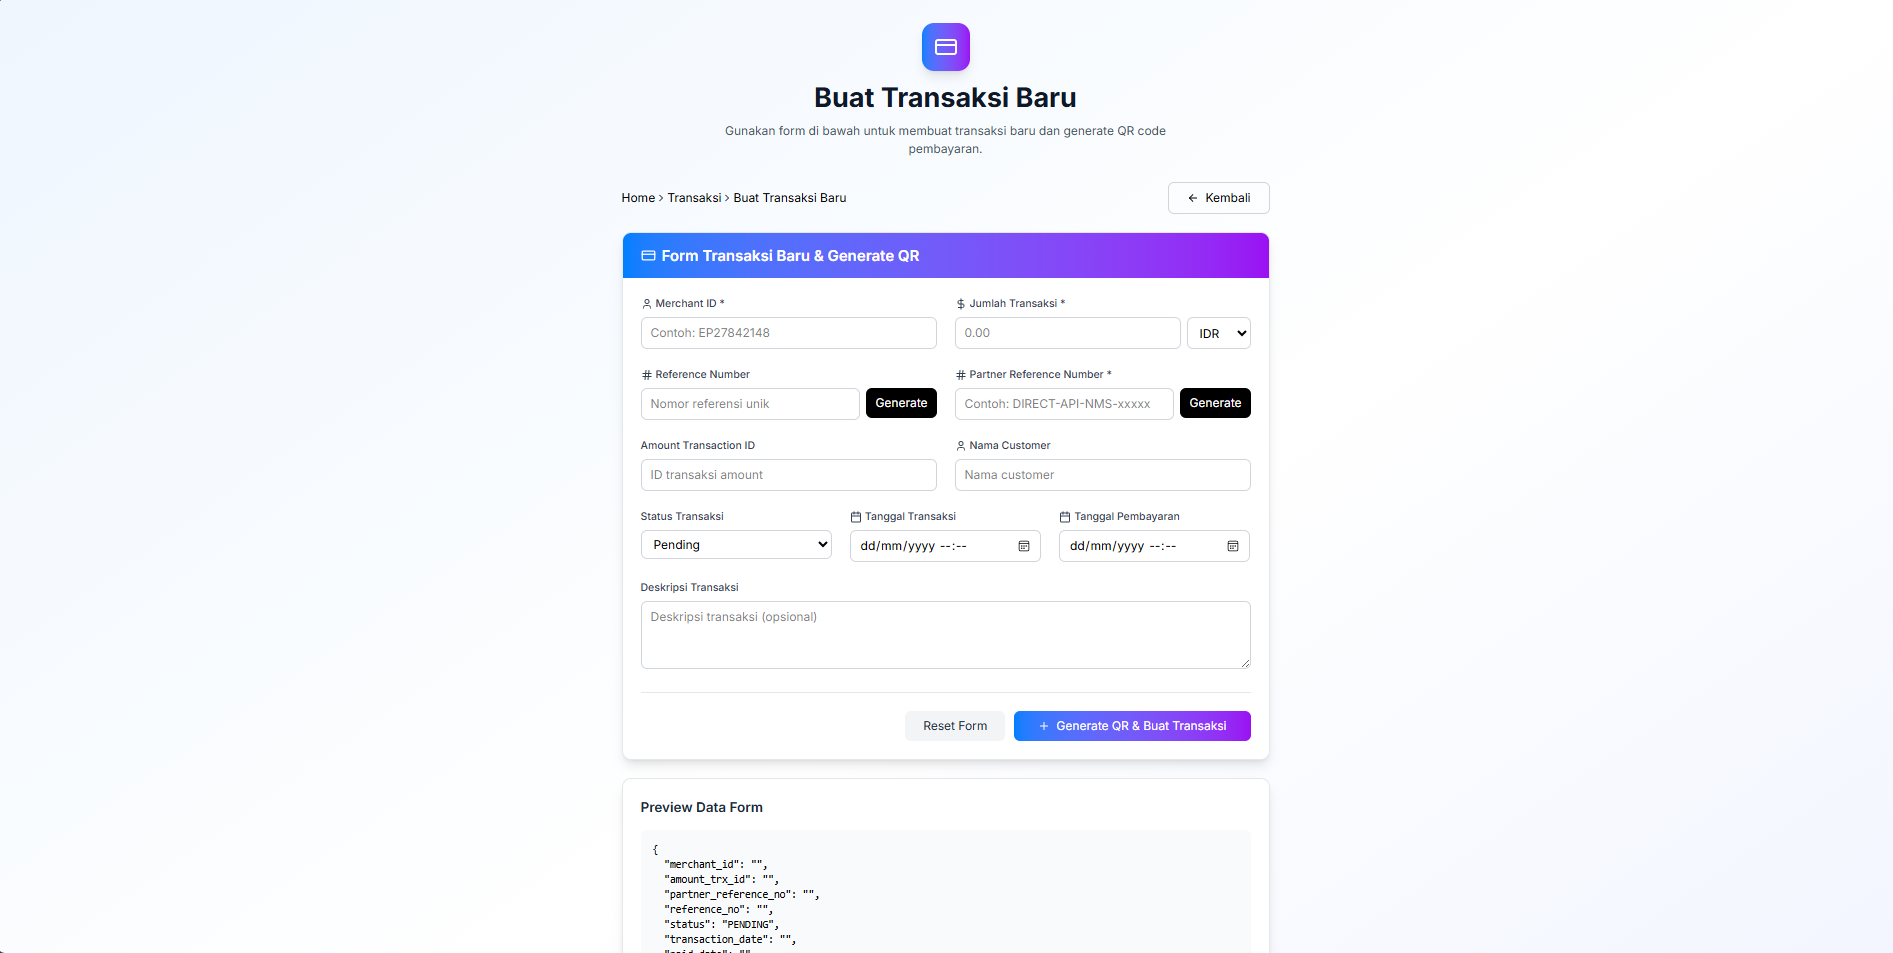 Buat Transaksi Baru
Gunakan form di bawah untuk membuat transaksi baru dan generate QR code
pembayaran.
Home > Transaksi > Buat Transaksi Baru
Kembali
Form Transaksi Baru & Generate QR
Merchant ID *
Jumlah Transaksi *
Contoh: EP27842148
0.00
IDR
Reference Number
Partner Reference Number *
Nomor referensi unik
Generate
Contoh: DIRECT-API-NMS-xxxxx
Generate
Amount Transaction ID
Nama Customer
ID transaksi amount
Nama customer
Status Transaksi
Tanggal Transaksi
Tanggal Pembayaran
Pending
dd/mm/yyyy --:--
dd/mm/yyyy --:--
Deskripsi Transaksi
Deskripsi transaksi (opsional)
Reset Form
+ Generate QR & Buat Transaksi
Preview Data Form
{
"merchant_id": "",
"amount_trx_id": "",
"partner_reference_no": "",
"reference_no": "",
"status": "PENDING",
"transaction_date": "",